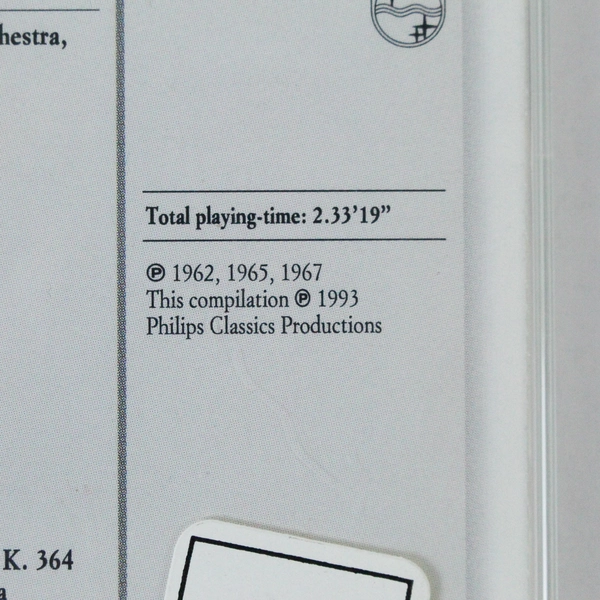 hestra,
Total playing-time: 2.33’19”
℗ 1962, 1965, 1967
This compilation ℗ 1993
Philips Classics Productions
K. 364
a